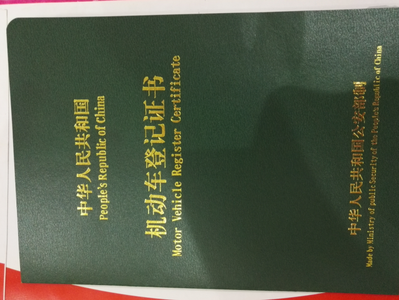 中华人民共和国
People's Republic of China
机动车登记证书
Motor Vehicle Register Certificate
中华人民共和国公安部制
Made by Ministry of public Security of the People's Republic of China